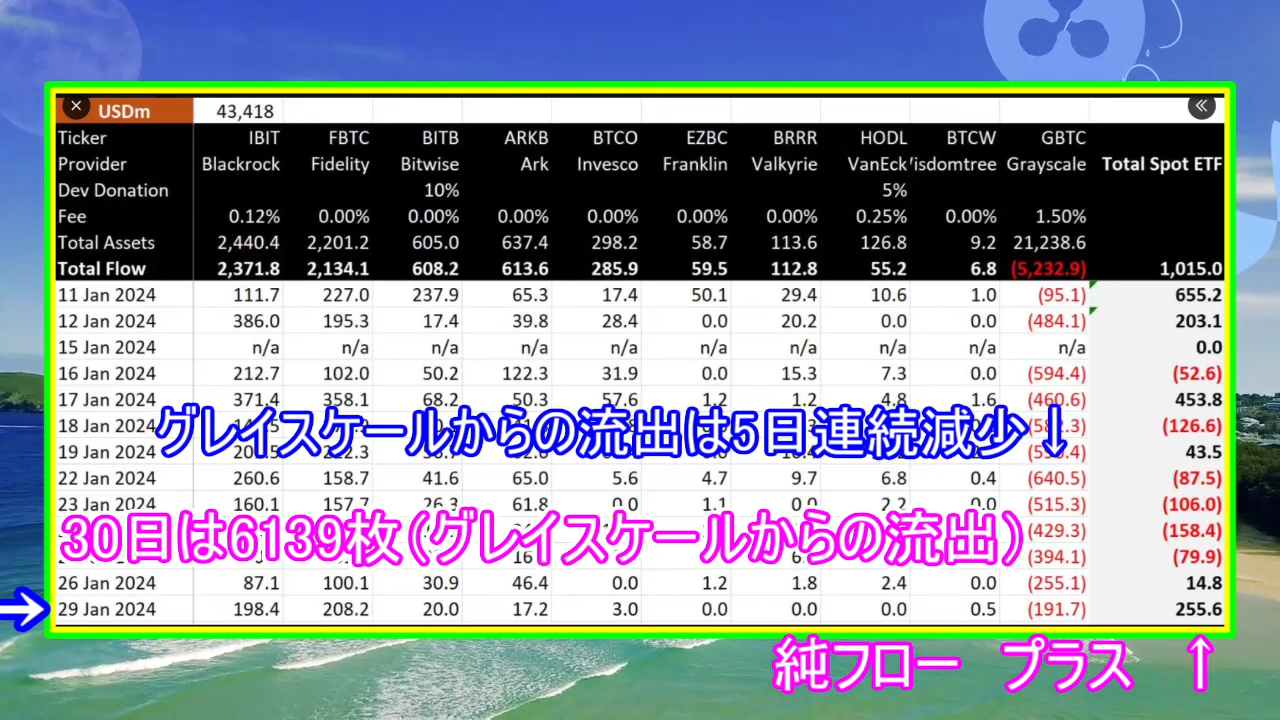 USDm 43,418
Ticker IBIT FBTC BITB ARKB BTCO EZBC BRRR HODL BTCW GBTC
Provider Blackrock Fidelity Bitwise Ark Invesco Franklin Valkyrie VanEck isdomtree Grayscale Total Spot ETF
Dev Donation 10% 5%
Fee 0.12% 0.00% 0.00% 0.00% 0.00% 0.00% 0.00% 0.25% 0.00% 1.50%
Total Assets 2,440.4 2,201.2 605.0 637.4 298.2 58.7 113.6 126.8 9.2 21,238.6
Total Flow 2,371.8 2,134.1 608.2 613.6 285.9 59.5 112.8 55.2 6.8 (5,232.9) 1,015.0
11 Jan 2024 111.7 227.0 237.9 65.3 17.4 50.1 29.4 10.6 1.0 (95.1) 655.2
12 Jan 2024 386.0 195.3 17.4 39.8 28.4 0.0 20.2 0.0 0.0 (484.1) 203.1
15 Jan 2024 n/a n/a n/a n/a n/a n/a n/a n/a n/a n/a 0.0
16 Jan 2024 212.7 102.0 50.2 122.3 31.9 0.0 15.3 7.3 0.0 (594.4) (52.6)
17 Jan 2024 371.4 358.1 68.2 50.3 57.6 1.2 1.2 4.8 1.6 (460.6) 453.8
18 Jan 2024 (126.6)
グレイスケールからの流出は5日連続減少↓
19 Jan 2024 43.5
22 Jan 2024 260.6 158.7 41.6 65.0 5.6 4.7 9.7 6.8 0.4 (640.5) (87.5)
23 Jan 2024 160.1 157.7 26.3 61.8 0.0 1.1 0.0 2.2 0.0 (515.3) (106.0)
(429.3) (158.4)
30日は6139枚（グレイスケールからの流出）
(394.1) (79.9)
26 Jan 2024 87.1 100.1 30.9 46.4 0.0 1.2 1.8 2.4 0.0 (255.1) 14.8
→ 29 Jan 2024 198.4 208.2 20.0 17.2 3.0 0.0 0.0 0.0 0.5 (191.7) 255.6
純フロー プラス ↑